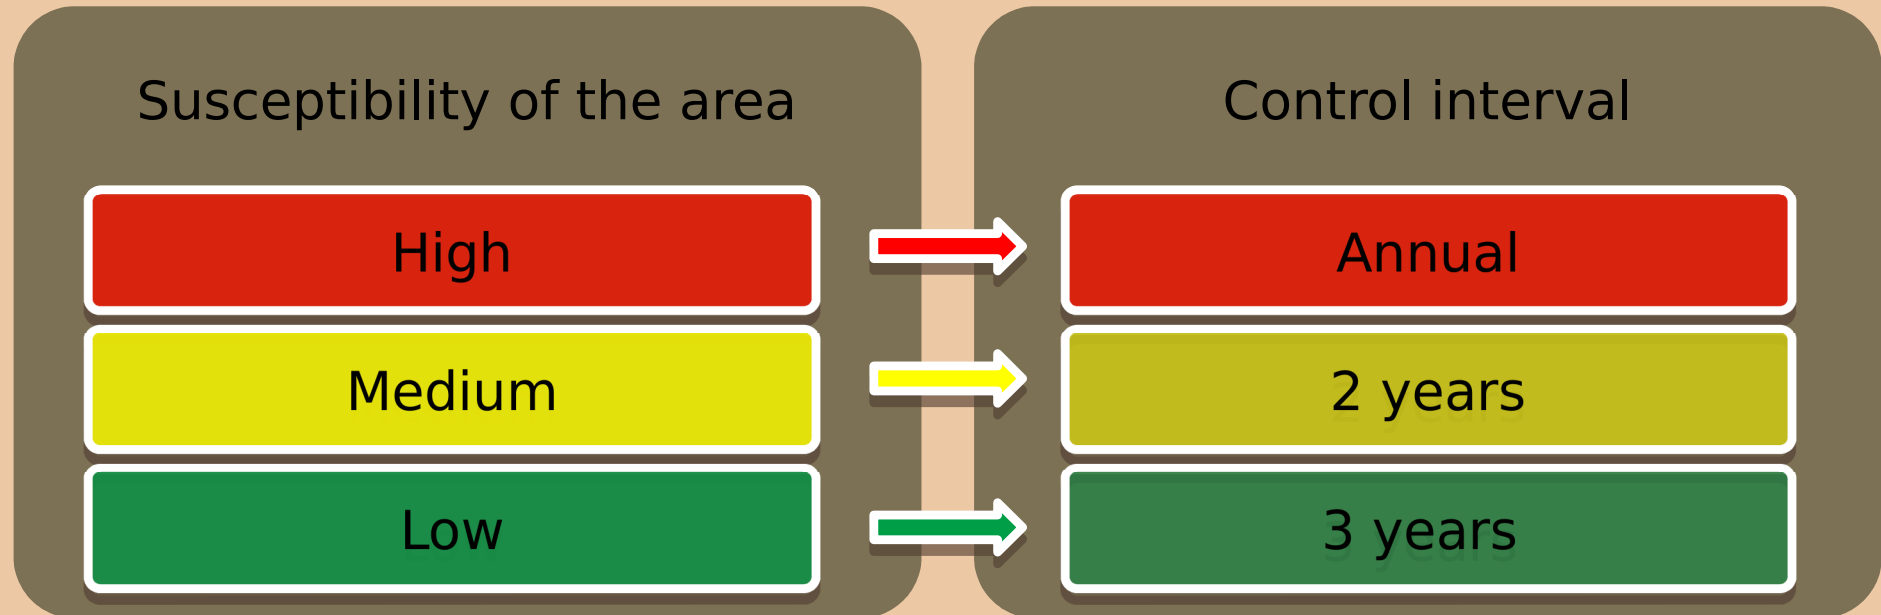 Susceptibility of the area
Control interval
High
Annual
Medium
2 years
Low
3 years